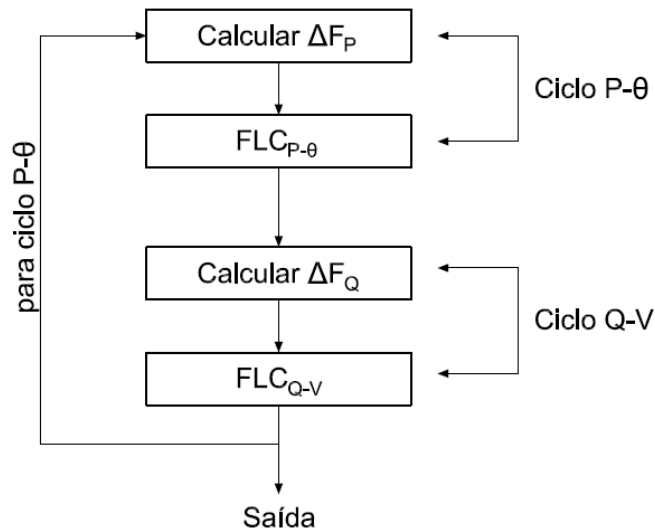 Calcular ΔF_P
Ciclo P-θ
FLC_P-θ
para ciclo P-θ
Calcular ΔF_Q
Ciclo Q-V
FLC_Q-V
Saída